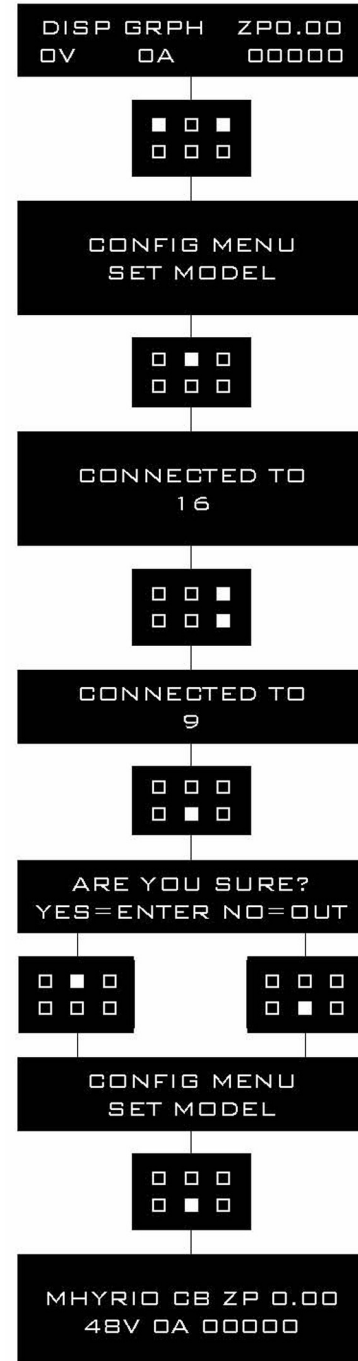 DISP GRPH ZP0.00
0V 0A 00000
CONFIG MENU
SET MODEL
CONNECTED TO
16
CONNECTED TO
9
ARE YOU SURE?
YES=ENTER NO=OUT
CONFIG MENU
SET MODEL
MHYRIO CB ZP 0.00
48V 0A 00000